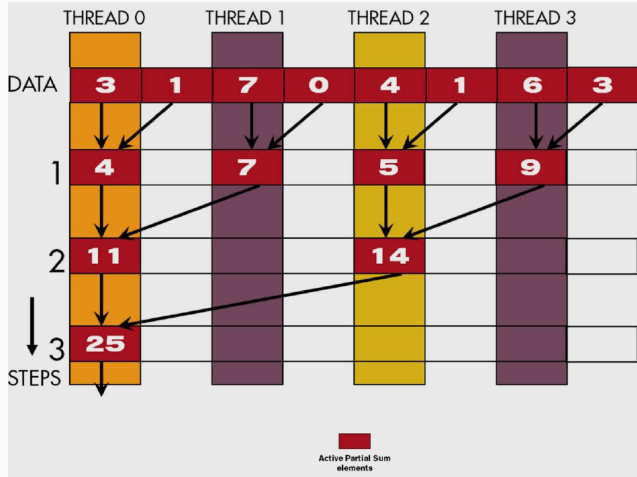 THREAD 0 THREAD 1 THREAD 2 THREAD 3
DATA 3 1 7 0 4 1 6 3
1 4 7 5 9
2 11 14
3 25
STEPS
Active Partial Sum
elements